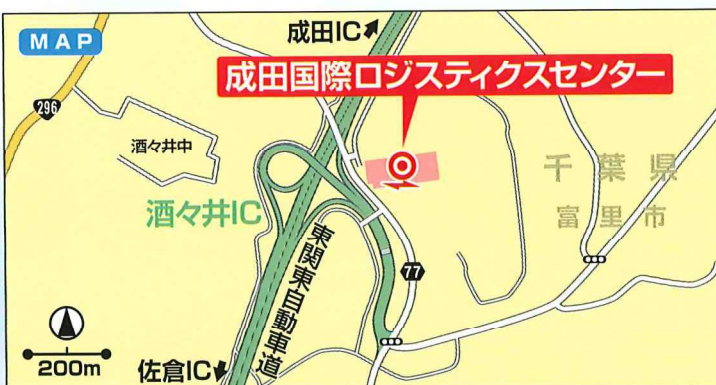 MAP
成田IC
成田国際ロジスティクスセンター
296
酒々井中
千葉県
富里市
酒々井IC
東関東自動車道
77
200m
佐倉IC